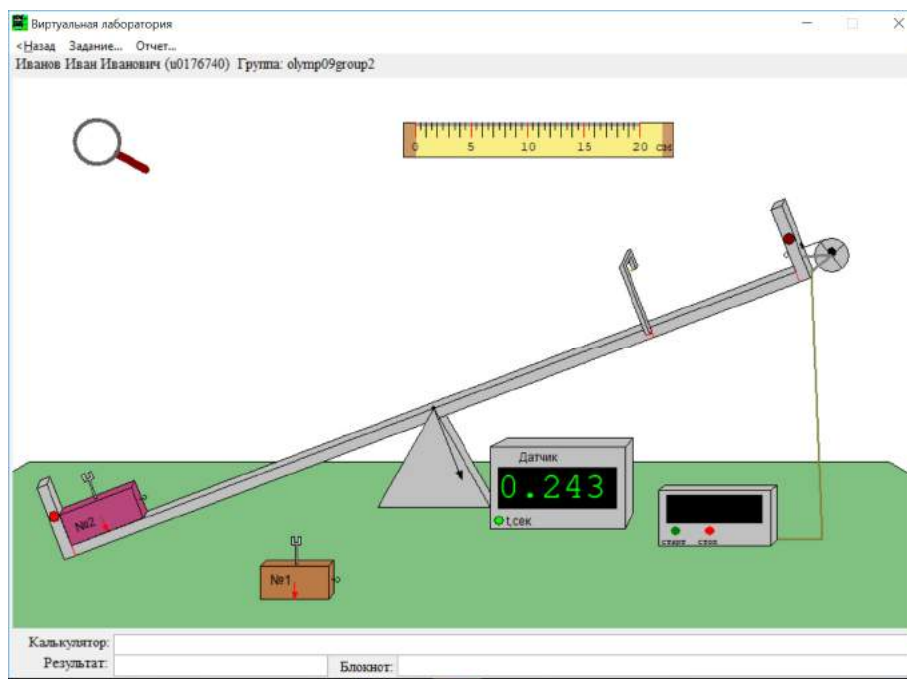 Виртуальная лаборатория
<Назад Задание... Отчет...
Иванов Иван Иванович (u0176740) Группа: olymp09group2
0 5 10 15 20 см
Датчик
0.243
t,сек
№2
№1
старт стоп
Калькулятор:
Результат: Блокнот: